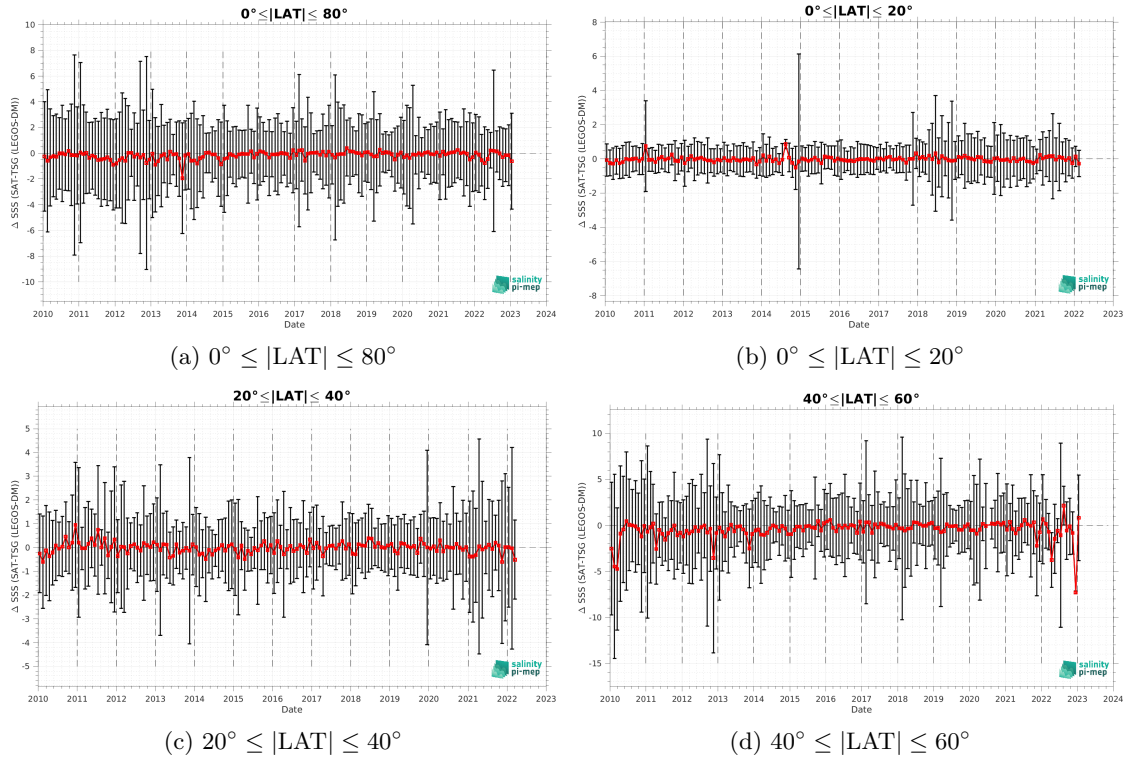 0°≤|LAT|≤ 80°
Δ SSS (SAT-TSG (LEGOS-DM))
10
8
6
4
2
0
-2
-4
-6
-8
-10
2010 2011 2012 2013 2014 2015 2016 2017 2018 2019 2020 2021 2022 2023 2024
Date
salinity
pi-mep
(a) 0° ≤ |LAT| ≤ 80°
0°≤|LAT|≤ 20°
Δ SSS (SAT-TSG (LEGOS-DM))
8
6
4
2
0
-2
-4
-6
-8
2010 2011 2012 2013 2014 2015 2016 2017 2018 2019 2020 2021 2022 2023
Date
salinity
pi-mep
(b) 0° ≤ |LAT| ≤ 20°
20°≤|LAT|≤ 40°
Δ SSS (SAT-TSG (LEGOS-DM))
5
4
3
2
1
0
-1
-2
-3
-4
-5
2010 2011 2012 2013 2014 2015 2016 2017 2018 2019 2020 2021 2022 2023
Date
salinity
pi-mep
(c) 20° ≤ |LAT| ≤ 40°
40°≤|LAT|≤ 60°
Δ SSS (SAT-TSG (LEGOS-DM))
10
5
0
-5
-10
-15
2010 2011 2012 2013 2014 2015 2016 2017 2018 2019 2020 2021 2022 2023 2024
Date
salinity
pi-mep
(d) 40° ≤ |LAT| ≤ 60°